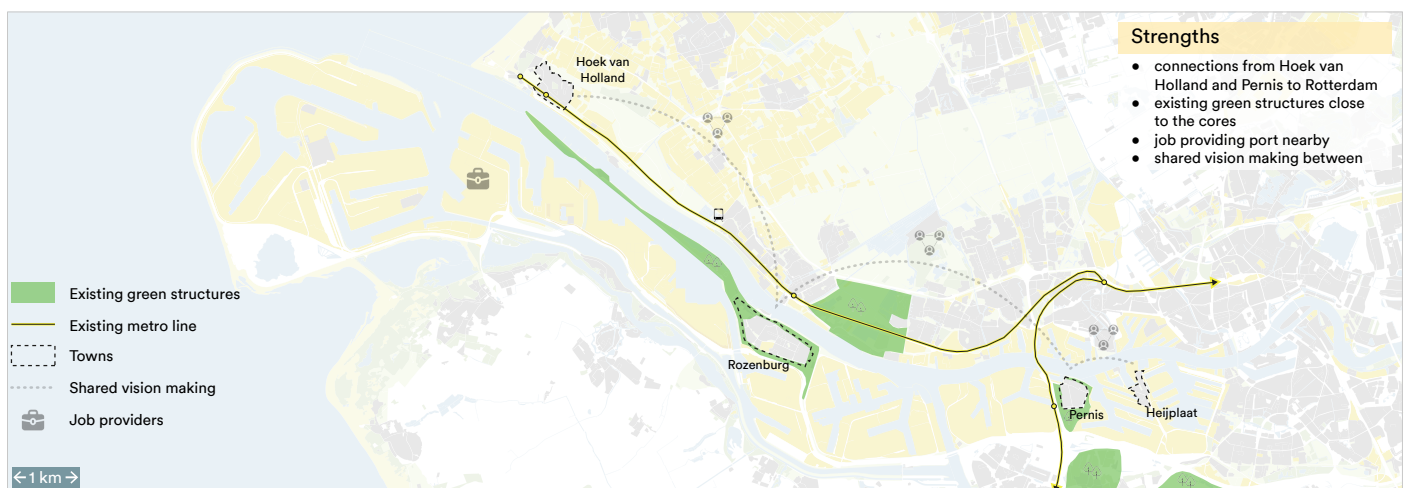 Strengths
● connections from Hoek van
Holland and Pernis to Rotterdam
● existing green structures close
to the cores
● job providing port nearby
● shared vision making between
Hoek van
Holland
Rozenburg
Pernis
Heijplaat
Existing green structures
Existing metro line
Towns
Shared vision making
Job providers
←1 km→